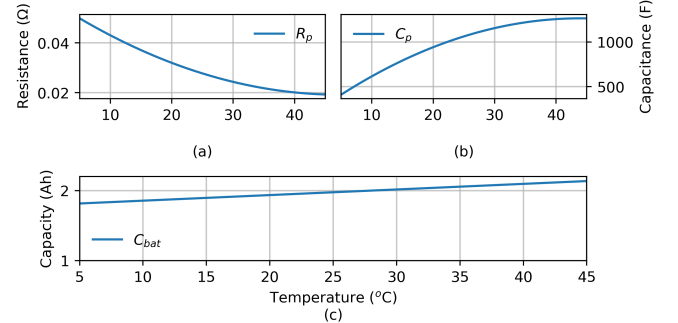 Resistance (Ω)
0.04
0.02
R_p
10
20
30
40
(a)
C_p
1000
500
Capacitance (F)
10
20
30
40
(b)
Capacity (Ah)
2
1
C_bat
5
10
15
20
25
30
35
40
45
Temperature (°C)
(c)